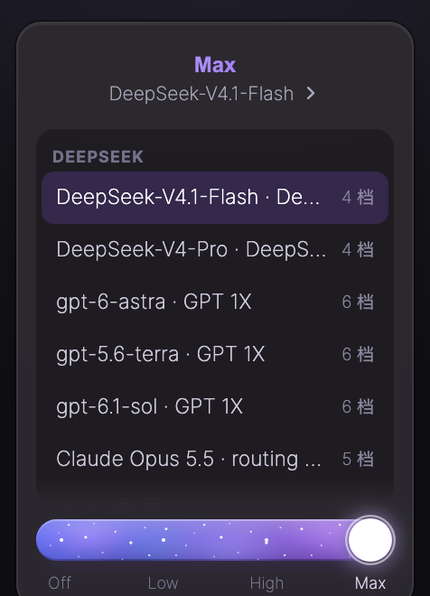 Max
DeepSeek-V4.1-Flash
DEEPSEEK
DeepSeek-V4.1-Flash · De... 4 档
DeepSeek-V4-Pro · DeepS... 4 档
gpt-6-astra · GPT 1X 6 档
gpt-5.6-terra · GPT 1X 6 档
gpt-6.1-sol · GPT 1X 6 档
Claude Opus 5.5 · routing ... 5 档
Off Low High Max